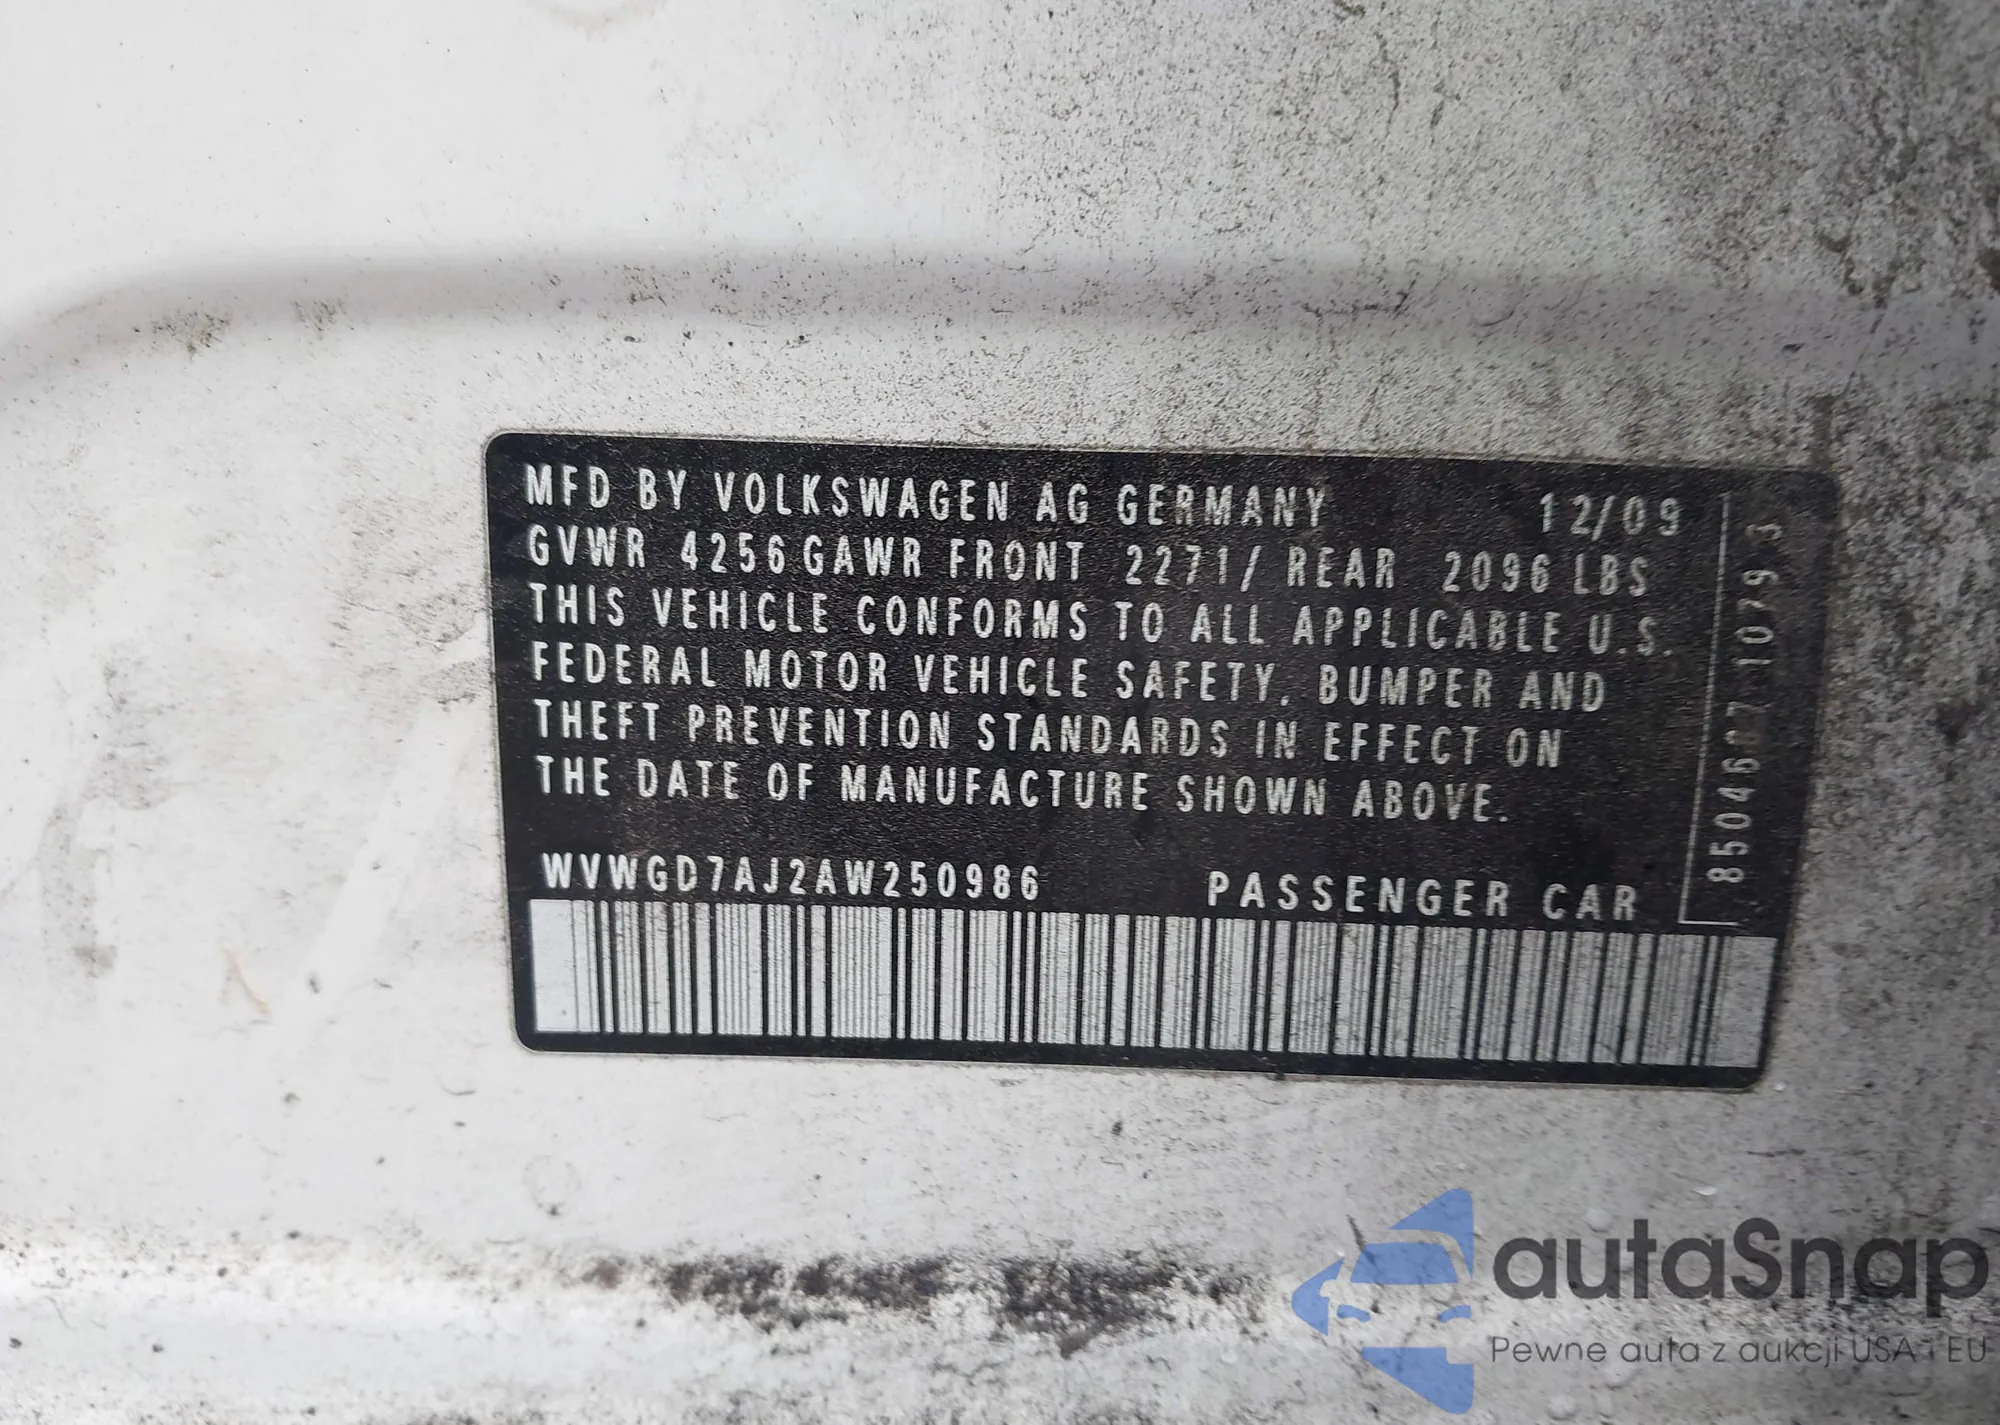 MFD BY VOLKSWAGEN AG GERMANY 12/09
GVWR 4256 GAWR FRONT 2271/ REAR 2096 LBS
THIS VEHICLE CONFORMS TO ALL APPLICABLE U.S.
FEDERAL MOTOR VEHICLE SAFETY, BUMPER AND
THEFT PREVENTION STANDARDS IN EFFECT ON
THE DATE OF MANUFACTURE SHOWN ABOVE.
WVWGD7AJ2AW250986 PASSENGER CAR
autaSnap
Pewne auta z aukcji USA i EU